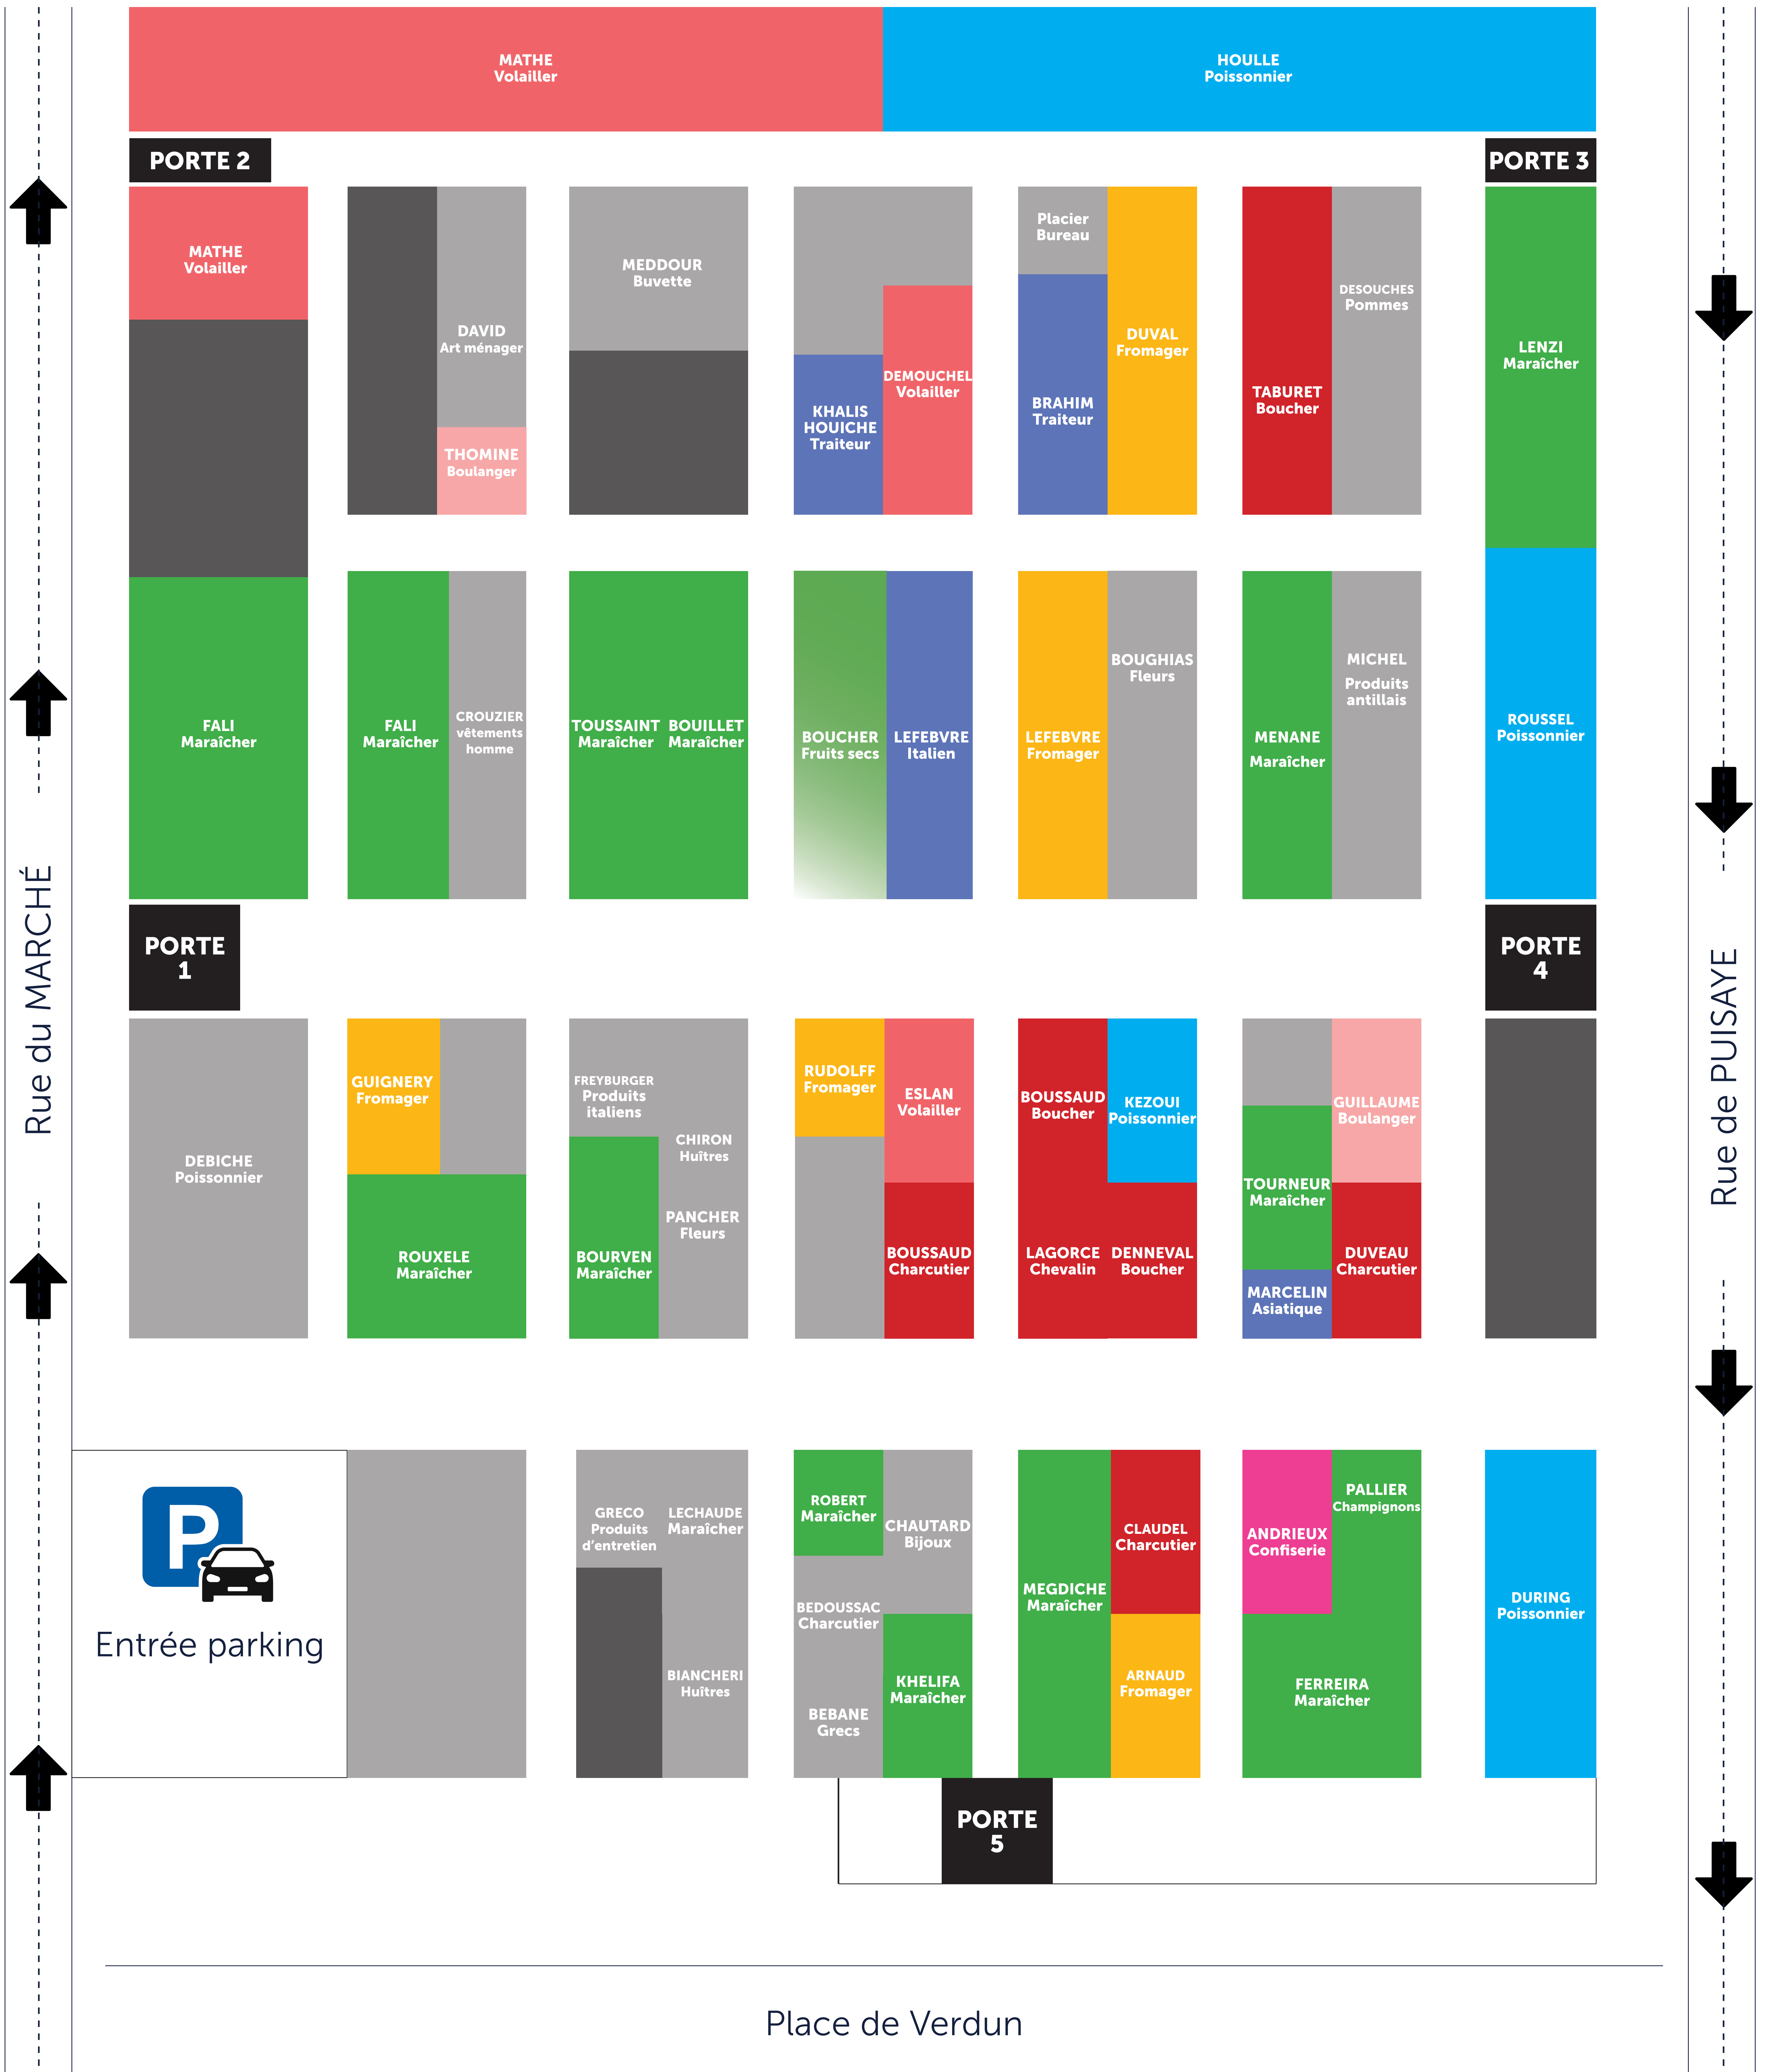 MATHE
Volailler
HOULLE
Poissonnier
PORTE 2
PORTE 3
MATHE
Volailler
DAVID
Art ménager
THOMINE
Boulanger
MEDDOUR
Buvette
KHALIS
HOUICHE
Traiteur
DEMOUCHEL
Volailler
Placier
Bureau
BRAHIM
Traiteur
DUVAL
Fromager
TABURET
Boucher
DESOUCHES
Pommes
LENZI
Maraîcher
FALI
Maraîcher
FALI
Maraîcher
CROUZIER
vêtements
homme
TOUSSAINT
Maraîcher
BOUILLET
Maraîcher
BOUCHER
Fruits secs
LEFEBVRE
Italien
LEFEBVRE
Fromager
BOUGHIAS
Fleurs
MENANE
Maraîcher
MICHEL
Produits
antillais
ROUSSEL
Poissonnier
Rue du MARCHÉ
PORTE
1
PORTE
4
Rue de PUISAYE
DEBICHE
Poissonnier
GUIGNERY
Fromager
ROUXELE
Maraîcher
FREYBURGER
Produits
italiens
CHIRON
Huîtres
BOURVEN
Maraîcher
PANCHER
Fleurs
RUDOLFF
Fromager
ESLAN
Volailler
BOUSSAUD
Charcutier
BOUSSAUD
Boucher
KEZOUI
Poissonnier
LAGORCE
Chevalin
DENNEVAL
Boucher
GUILLAUME
Boulanger
TOURNEUR
Maraîcher
MARCELIN
Asiatique
DUVEAU
Charcutier
P
Entrée parking
GRECO
Produits
d'entretien
LECHAUDE
Maraîcher
BIANCHERI
Huîtres
ROBERT
Maraîcher
CHAUTARD
Bijoux
BEDOUSSAC
Charcutier
BEBANE
Grecs
KHELIFA
Maraîcher
MEGDICHE
Maraîcher
CLAUDEL
Charcutier
ARNAUD
Fromager
ANDRIEUX
Confiserie
PALLIER
Champignons
FERREIRA
Maraîcher
DURING
Poissonnier
PORTE
5
Place de Verdun